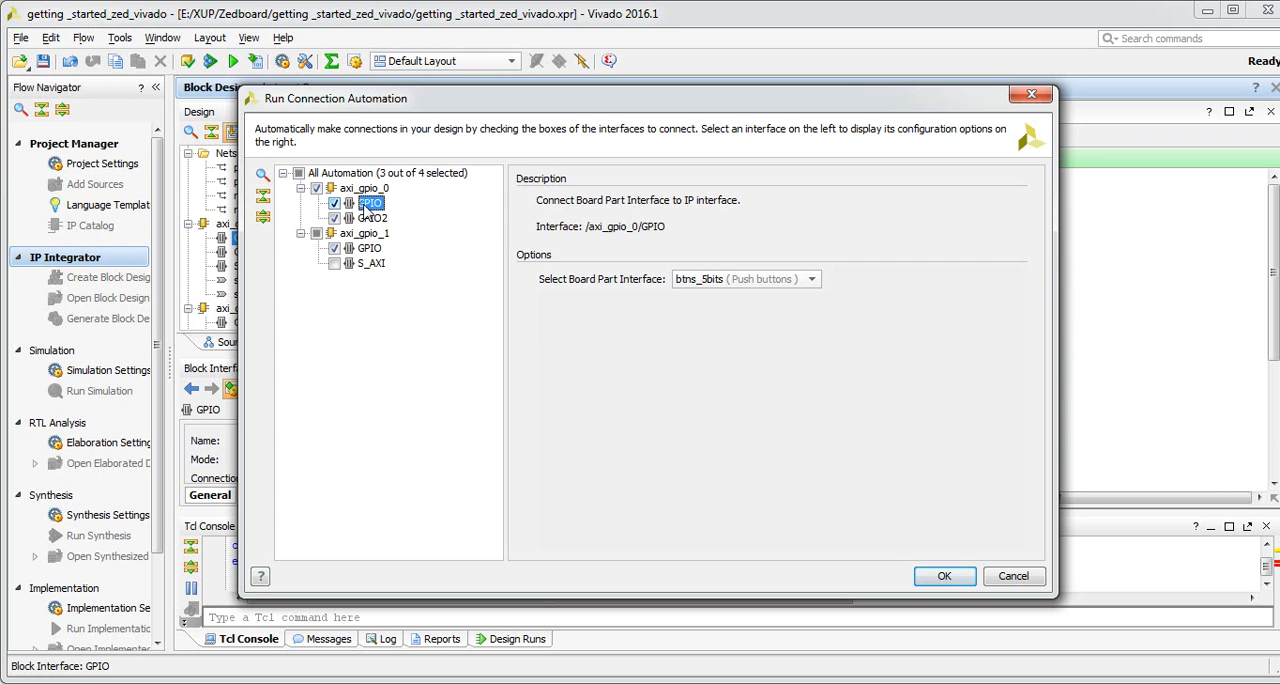 getting _started_zed_vivado - [E:/XUP/Zedboard/getting _started_zed_vivado/getting _started_zed_vivado.xpr] - Vivado 2016.1
File Edit Flow Tools Window Layout View Help
Search commands
Default Layout
Ready
Flow Navigator ? «
Block Des
?
Project Manager
Project Settings
Add Sources
Language Templat
IP Catalog
IP Integrator
Create Block Desig
Open Block Design
Generate Block De
Simulation
Simulation Settings
Run Simulation
RTL Analysis
Elaboration Setting
Open Elaborated D
Synthesis
Synthesis Settings
Run Synthesis
Open Synthesized
Implementation
Implementation Se
Run Implementatio
Open Implemented
Design
Nets
axi_g
axi_g
Sour
Block Interf
GPIO
Name:
Mode:
Connection
General
Run Connection Automation
Automatically make connections in your design by checking the boxes of the interfaces to connect. Select an interface on the left to display its configuration options on
the right.
All Automation (3 out of 4 selected)
axi_gpio_0
GPIO
GPIO2
axi_gpio_1
GPIO
S_AXI
Description
Connect Board Part Interface to IP interface.
Interface: /axi_gpio_0/GPIO
Options
Select Board Part Interface: btns_5bits ( Push buttons )
?
OK Cancel
Tcl Console
?
Type a Tcl command here
Tcl Console Messages Log Reports Design Runs
Block Interface: GPIO